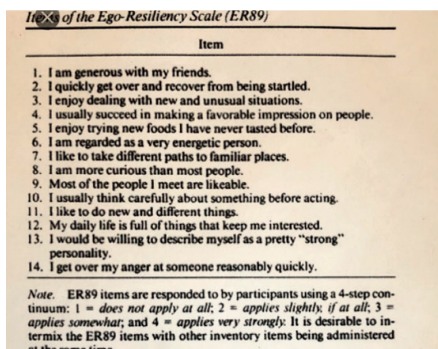 Items of the Ego-Resiliency Scale (ER89)
Item
1. I am generous with my friends.
2. I quickly get over and recover from being startled.
3. I enjoy dealing with new and unusual situations.
4. I usually succeed in making a favorable impression on people.
5. I enjoy trying new foods I have never tasted before.
6. I am regarded as a very energetic person.
7. I like to take different paths to familiar places.
8. I am more curious than most people.
9. Most of the people I meet are likeable.
10. I usually think carefully about something before acting.
11. I like to do new and different things.
12. My daily life is full of things that keep me interested.
13. I would be willing to describe myself as a pretty “strong”
personality.
14. I get over my anger at someone reasonably quickly.
Note. ER89 items are responded to by participants using a 4-step con-
tinuum: 1 = does not apply at all; 2 = applies slightly, if at all; 3 =
applies somewhat; and 4 = applies very strongly. It is desirable to in-
termix the ER89 items with other inventory items being administered
at the same time.